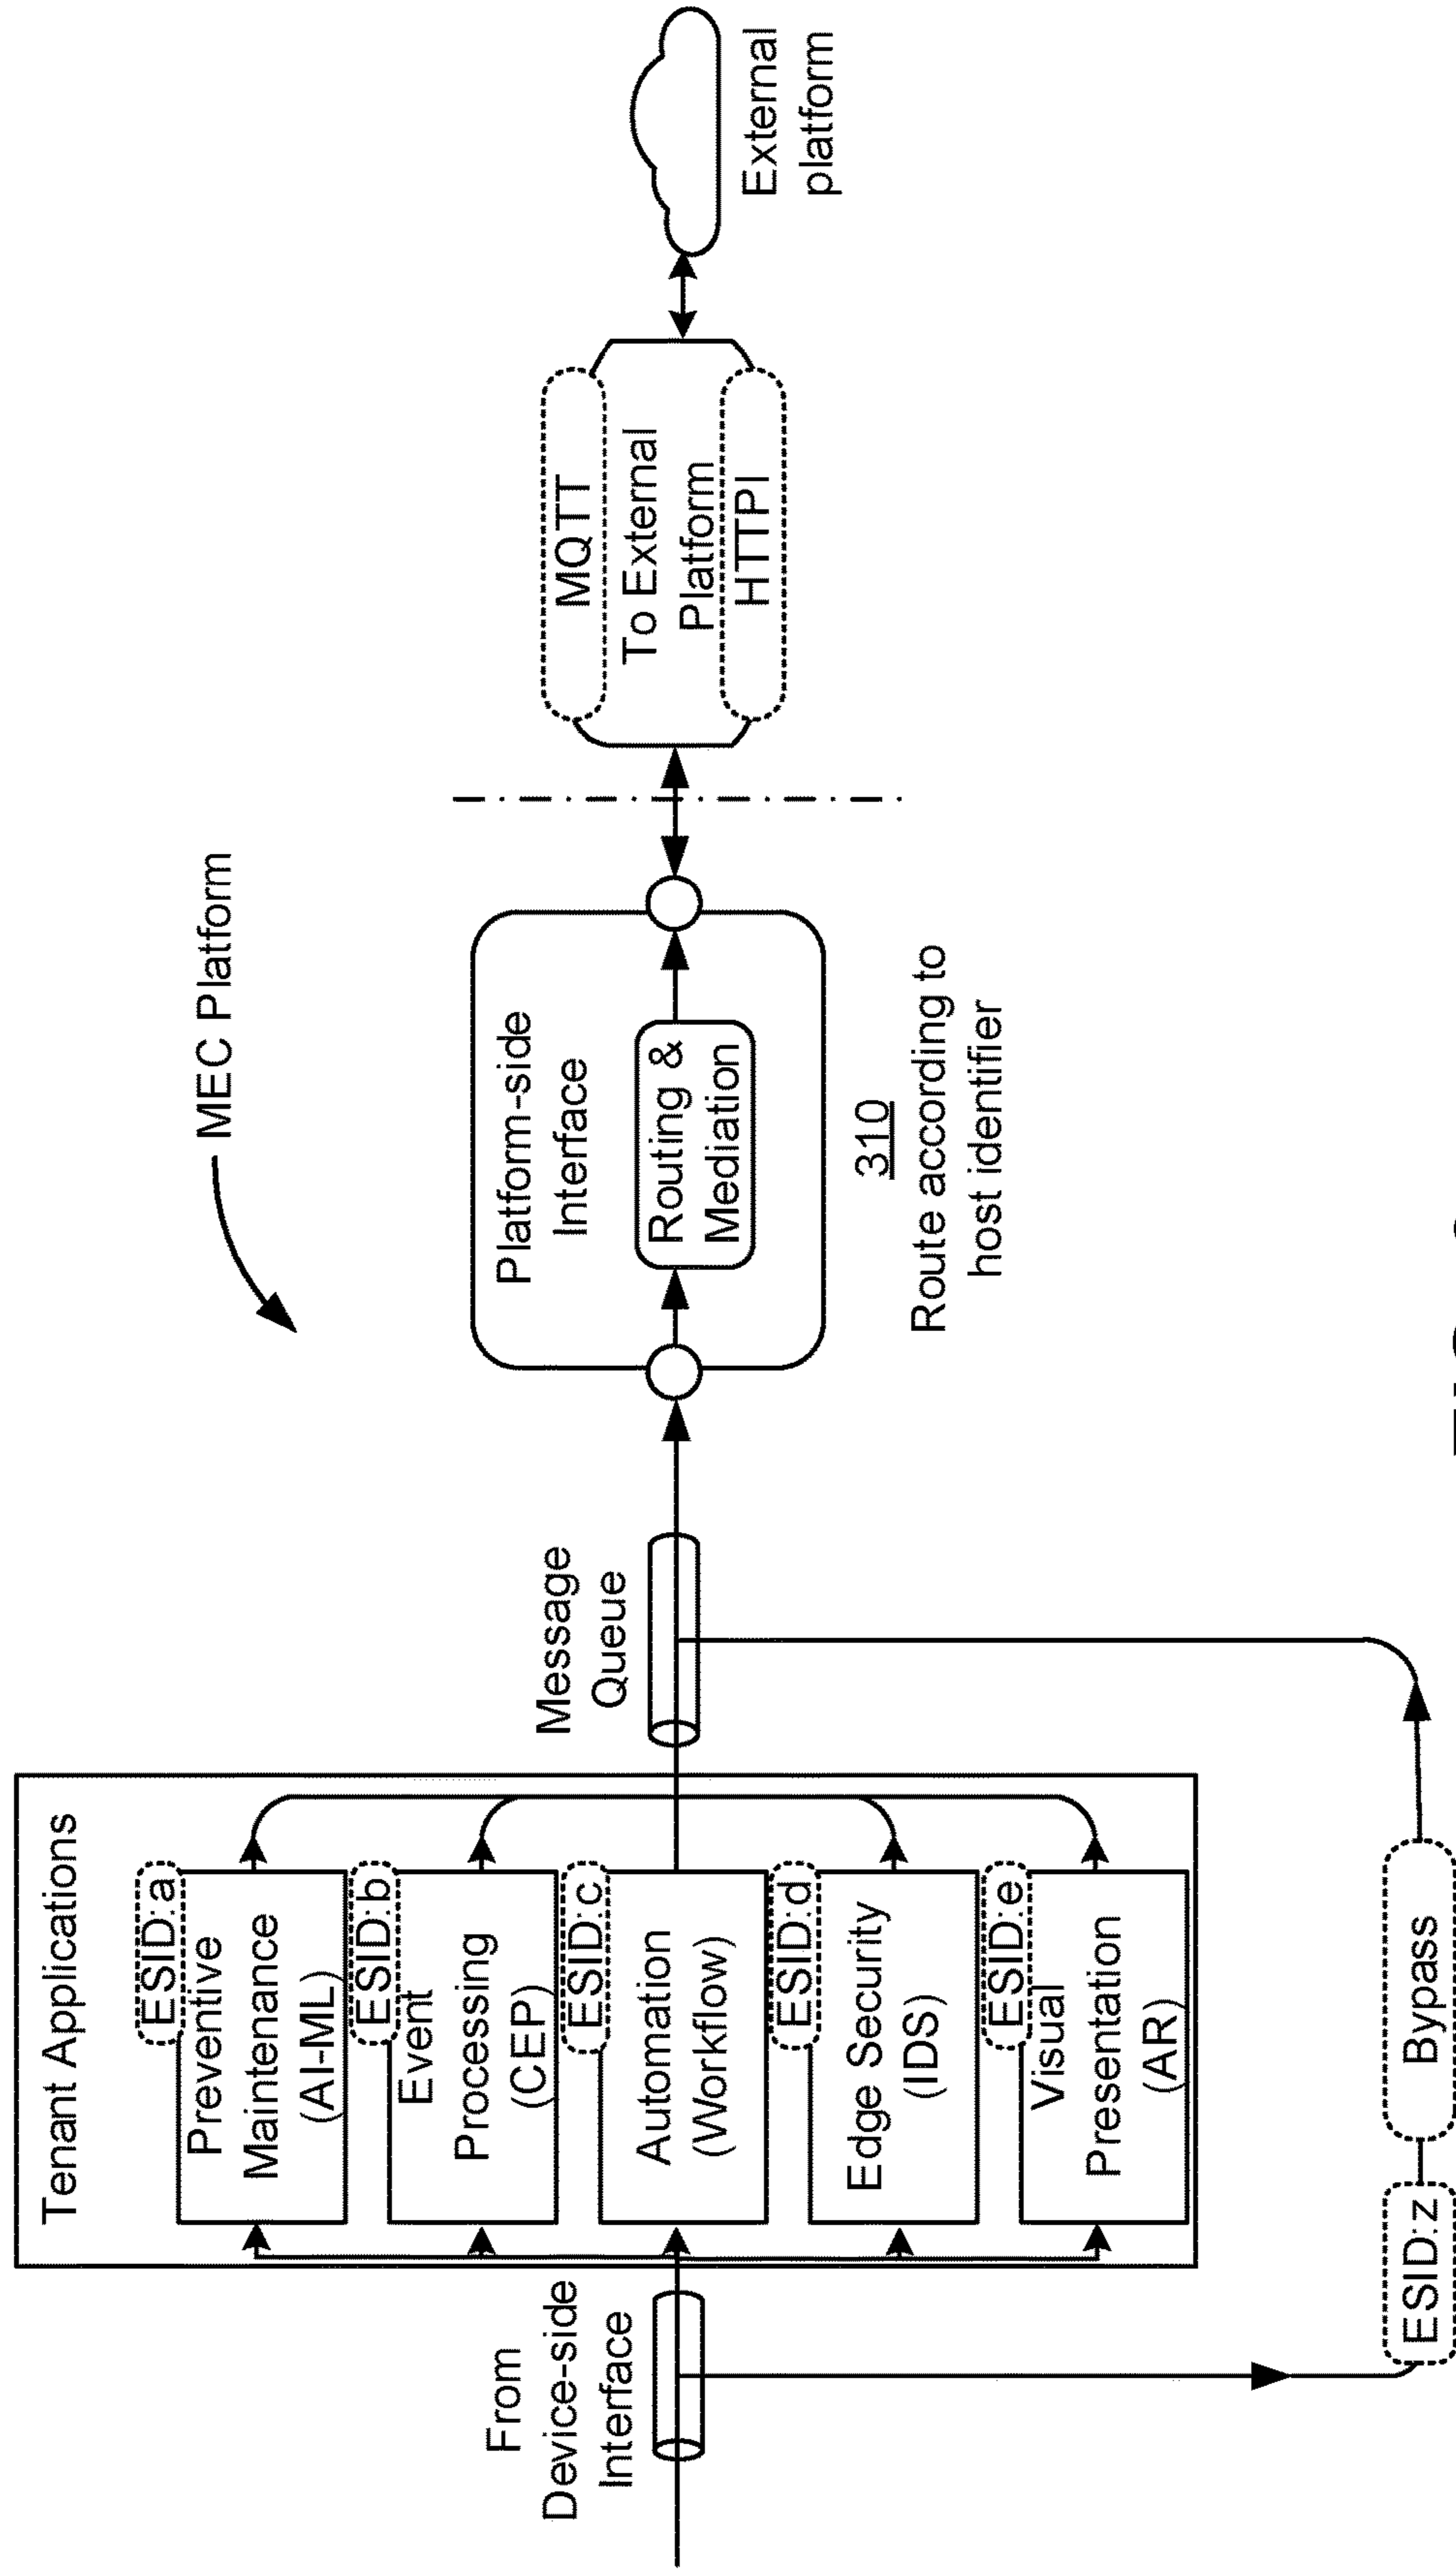 MEC Platform
Tenant Applications
ESID:a
Preventive
Maintenance
(AI-ML)
ESID:b
Event
Processing
(CEP)
ESID:c
Automation
(Workflow)
ESID:d
Edge Security
(IDS)
ESID:e
Visual
Presentation
(AR)
From
Device-side
Interface
Message
Queue
Platform-side
Interface
Routing &
Mediation
310
Route according to
host identifier
MQTT
To External
Platform
HTTPI
External
platform
ESID:z
Bypass